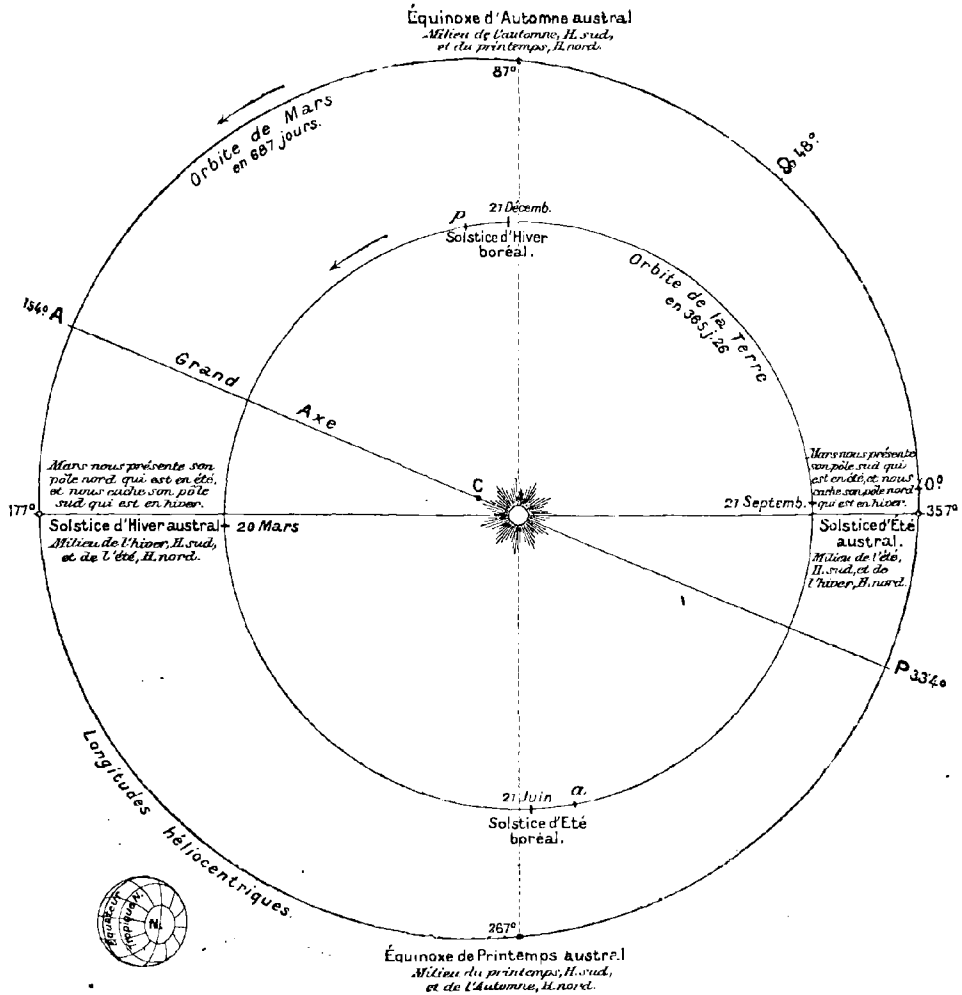 Équinoxe d'Automne austral
Milieu de l'automne, H. sud,
et du printemps, H. nord.
87°
Orbite de Mars
en 687 jours.
☊ 48°
p
21 Décemb.
Solstice d'Hiver
boréal.
Orbite de la Terre
en 365 j. 26
154° A
Grand Axe
C
Mars nous présente son
pôle nord qui est en été,
et nous cache son pôle
sud qui est en hiver.
177°
Solstice d'Hiver austral
20 Mars
Milieu de l'hiver, H. sud,
et de l'été, H. nord.
Mars nous présente
son pôle sud qui
est en été, et nous
cache son pôle nord
qui est en hiver.
0°
21 Septemb.
357°
Solstice d'Eté
austral.
Milieu de l'été,
H. sud, et de
l'hiver, H. nord.
P 334°
Longitudes héliocentriques.
21 Juin
a
Solstice d'Eté
boréal.
Équateur
Tropique N.
N.
267°
Équinoxe de Printemps austral
Milieu du printemps, H. sud,
et de l'Automne, H. nord.